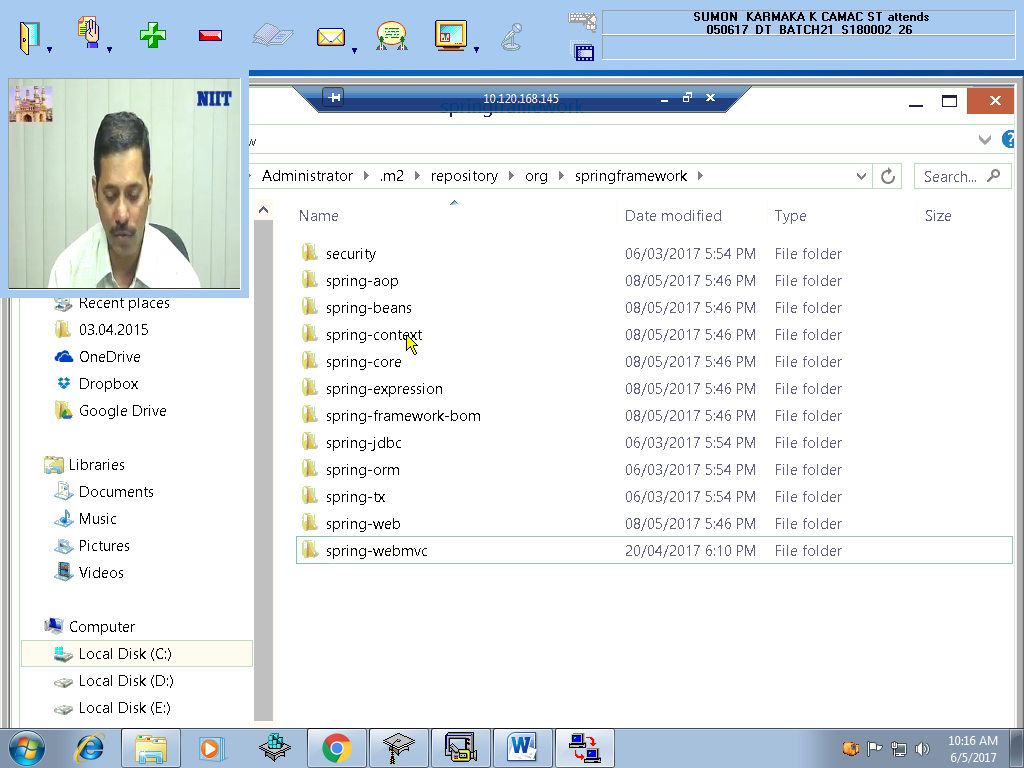 SUMON KARMAKA K CAMAC ST attends
050617_DT_BATCH21_S180002_26
NIIT
10.120.168.145
springframework
w
Administrator .m2 repository org springframework
Search...
Name Date modified Type Size
security 06/03/2017 5:54 PM File folder
spring-aop 08/05/2017 5:46 PM File folder
spring-beans 08/05/2017 5:46 PM File folder
spring-context 08/05/2017 5:46 PM File folder
spring-core 08/05/2017 5:46 PM File folder
spring-expression 08/05/2017 5:46 PM File folder
spring-framework-bom 08/05/2017 5:46 PM File folder
spring-jdbc 06/03/2017 5:54 PM File folder
spring-orm 06/03/2017 5:54 PM File folder
spring-tx 06/03/2017 5:54 PM File folder
spring-web 08/05/2017 5:46 PM File folder
spring-webmvc 20/04/2017 6:10 PM File folder
Recent places
03.04.2015
OneDrive
Dropbox
Google Drive
Libraries
Documents
Music
Pictures
Videos
Computer
Local Disk (C:)
Local Disk (D:)
Local Disk (E:)
10:16 AM
6/5/2017